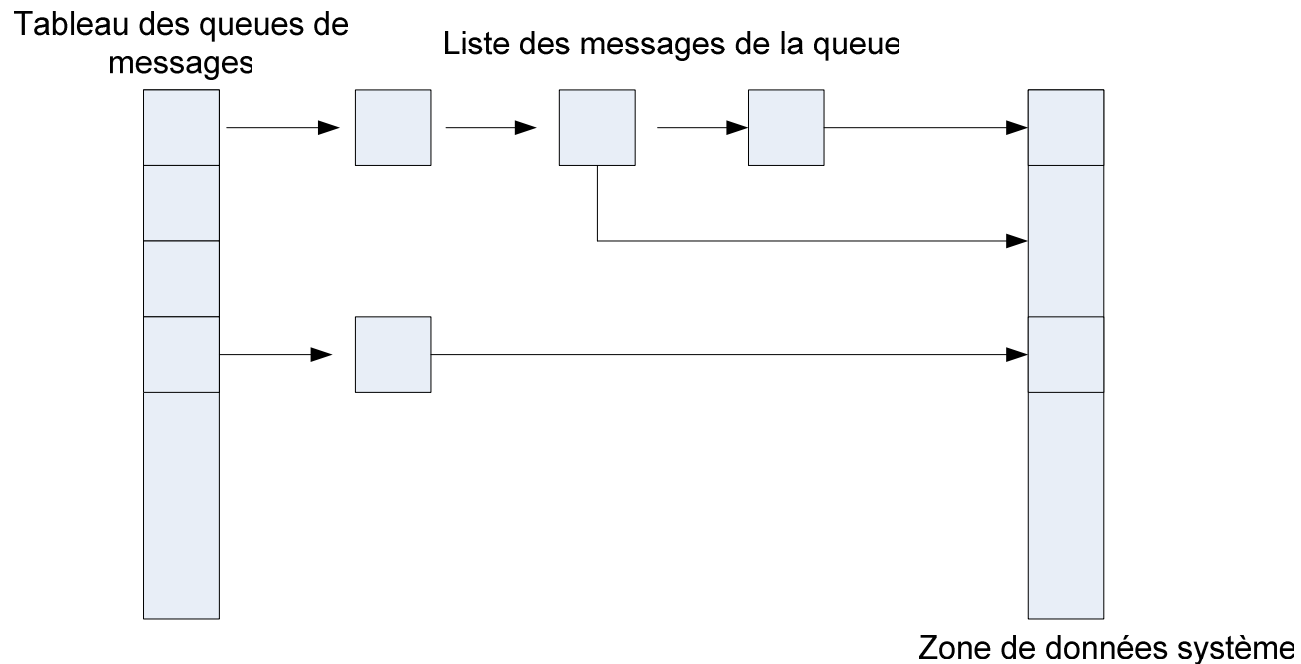 Tableau des queues de
messages
Liste des messages de la queue
Zone de données système